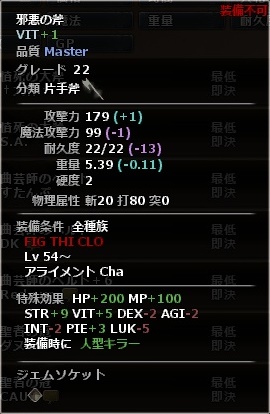 装備不可
邪悪の斧
VIT+1
品質 Master
グレード 22
分類 片手斧
攻撃力 179 (+1)
魔法攻撃力 99 (-1)
耐久度 22/22 (-13)
重量 5.39 (-0.11)
硬度 2
物理属性 斬20 打80 突0
装備条件 全種族
FIG THI CLO
Lv 54～
アライメント Cha
特殊効果 HP+200 MP+100
STR+9 VIT+5 DEX-2 AGI-2
INT-2 PIE+3 LUK-5
装備時に 人型キラー
ジェムソケット